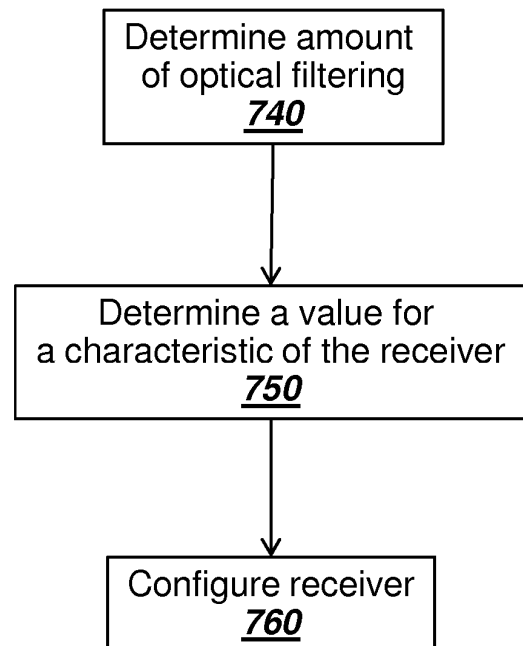 Determine amount
of optical filtering
740
Determine a value for
a characteristic of the receiver
750
Configure receiver
760